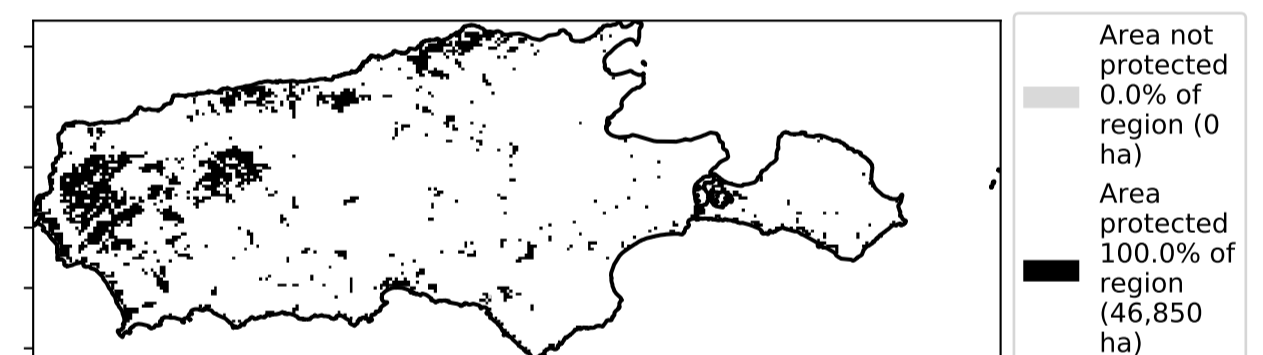 Area not
protected
0.0% of
region (0
ha)
Area
protected
100.0% of
region
(46,850
ha)